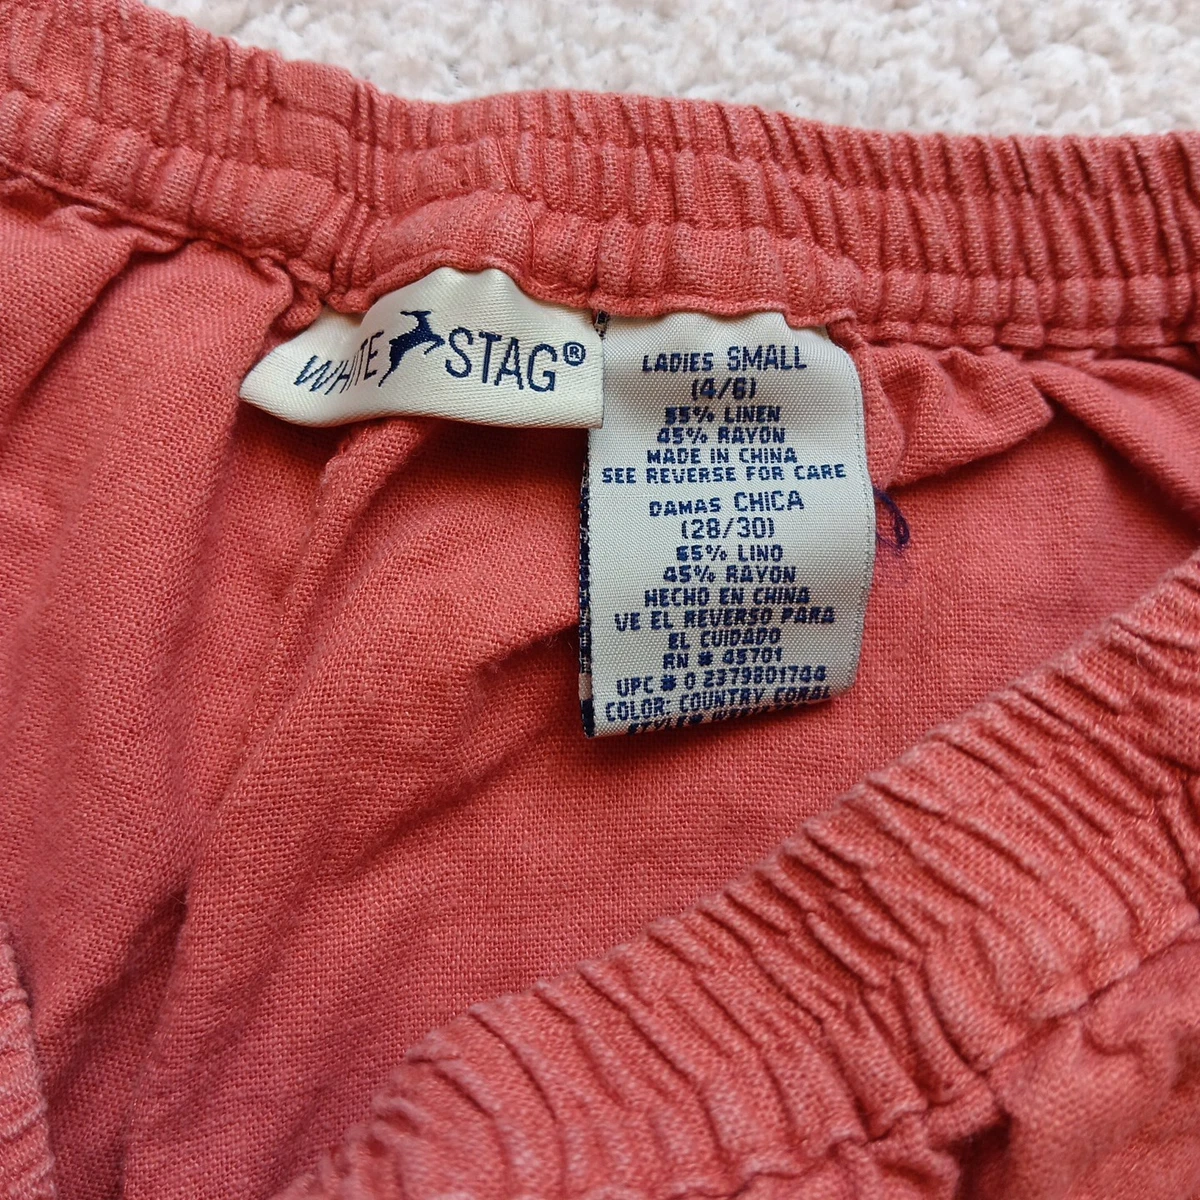 WHITE STAG®
LADIES SMALL
(4/6)
55% LINEN
45% RAYON
MADE IN CHINA
SEE REVERSE FOR CARE
DAMAS CHICA
(28/30)
55% LINO
45% RAYON
HECHO EN CHINA
VE EL REVERSO PARA
EL CUIDADO
RN # 45701
UPC # 0 2379801744
COLOR: COUNTRY CORAL